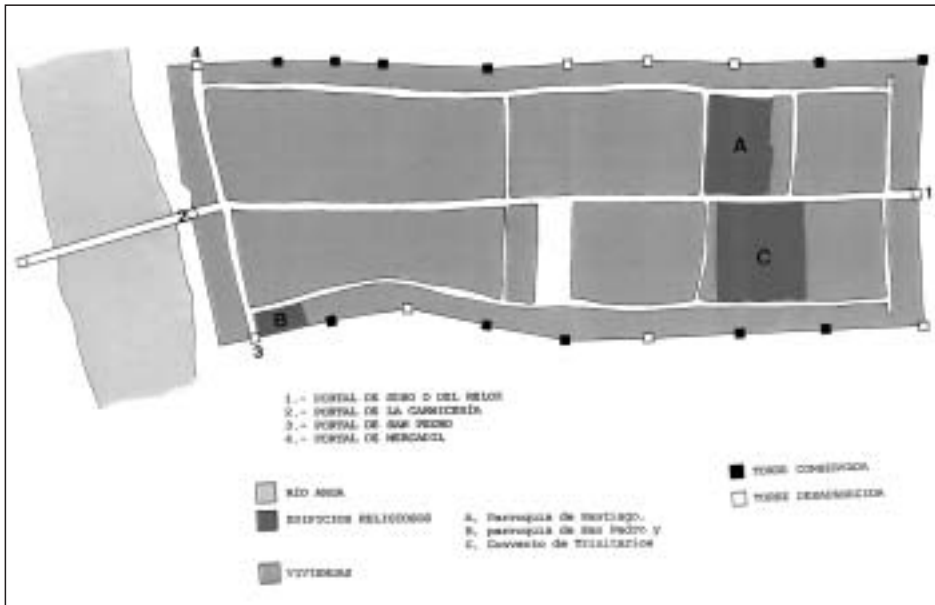 4
A
1
2
C
B
3
1.- PORTAL DE SUSO O DEL RELOJ
2.- PORTAL DE LA CARNICERÍA
3.- PORTAL DE SAN PEDRO
4.- PORTAL DE MERCADIL
TORRE CONSERVADA
TORRE DESAPARECIDA
RÍO ARGA
EDIFICIOS RELIGIOSOS
A. Parroquia de Santiago.
B. parroquia de San Pedro y
C. Convento de Trinitarios
VIVIENDAS